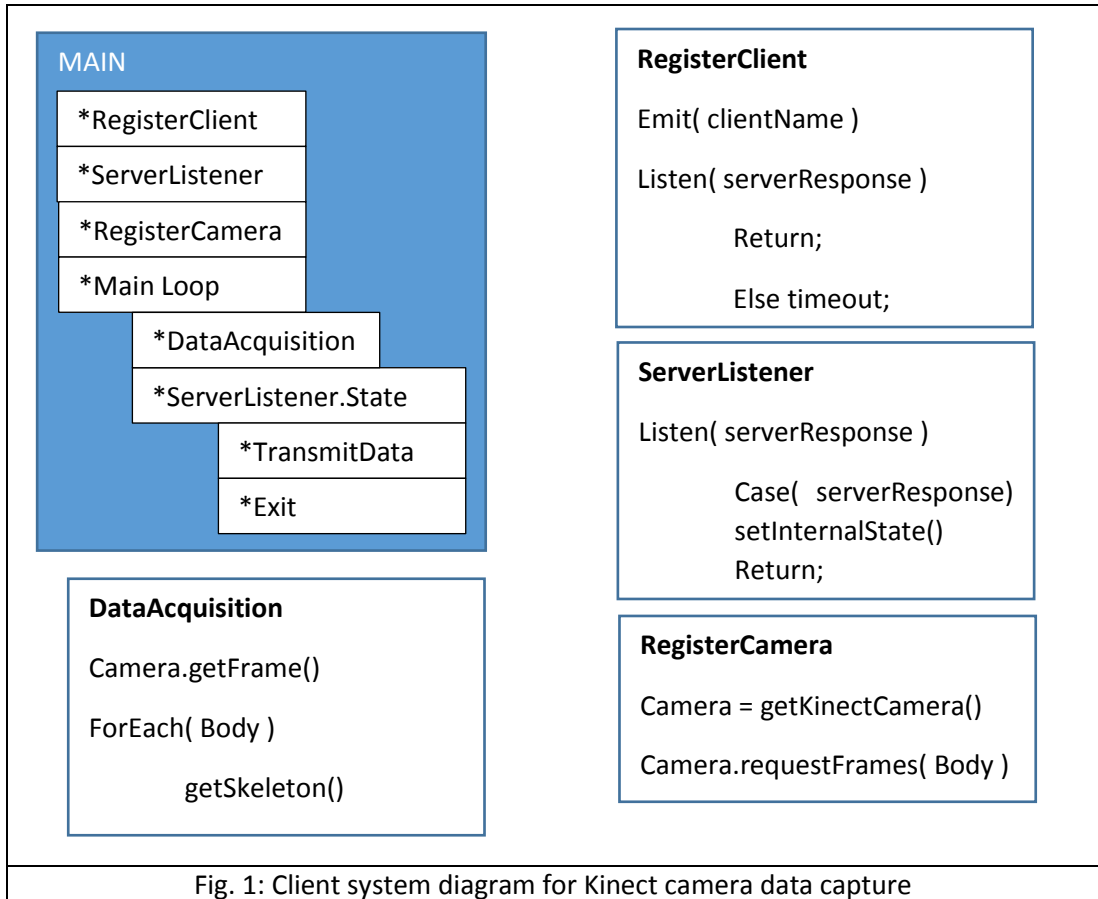 MAIN
*RegisterClient
*ServerListener
*RegisterCamera
*Main Loop
*DataAcquisition
*ServerListener.State
*TransmitData
*Exit
DataAcquisition
Camera.getFrame()
ForEach( Body )
getSkeleton()
RegisterClient
Emit( clientName )
Listen( serverResponse )
Return;
Else timeout;
ServerListener
Listen( serverResponse )
Case( serverResponse)
setInternalState()
Return;
RegisterCamera
Camera = getKinectCamera()
Camera.requestFrames( Body )
Fig. 1: Client system diagram for Kinect camera data capture